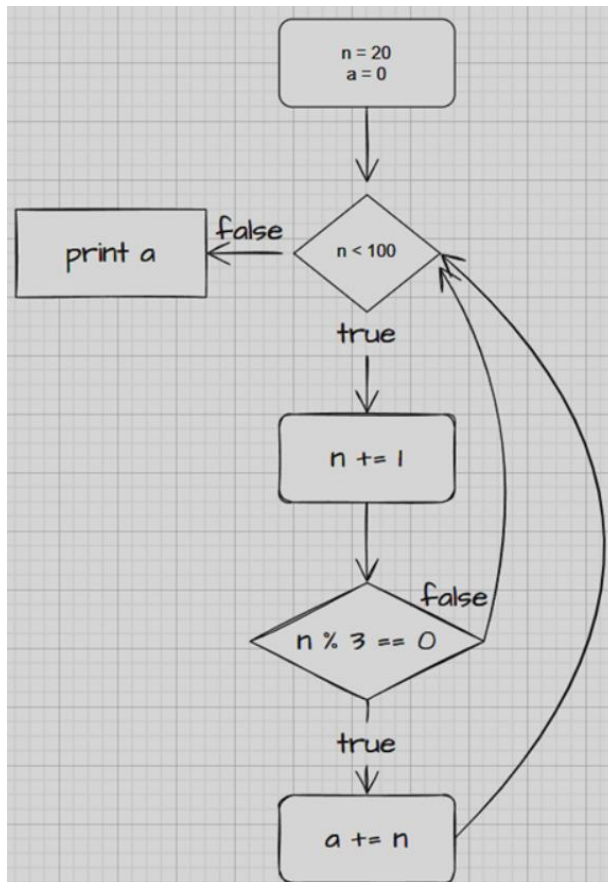 n = 20
a = 0
n < 100
false
print a
true
n += 1
n % 3 == 0
false
true
a += n